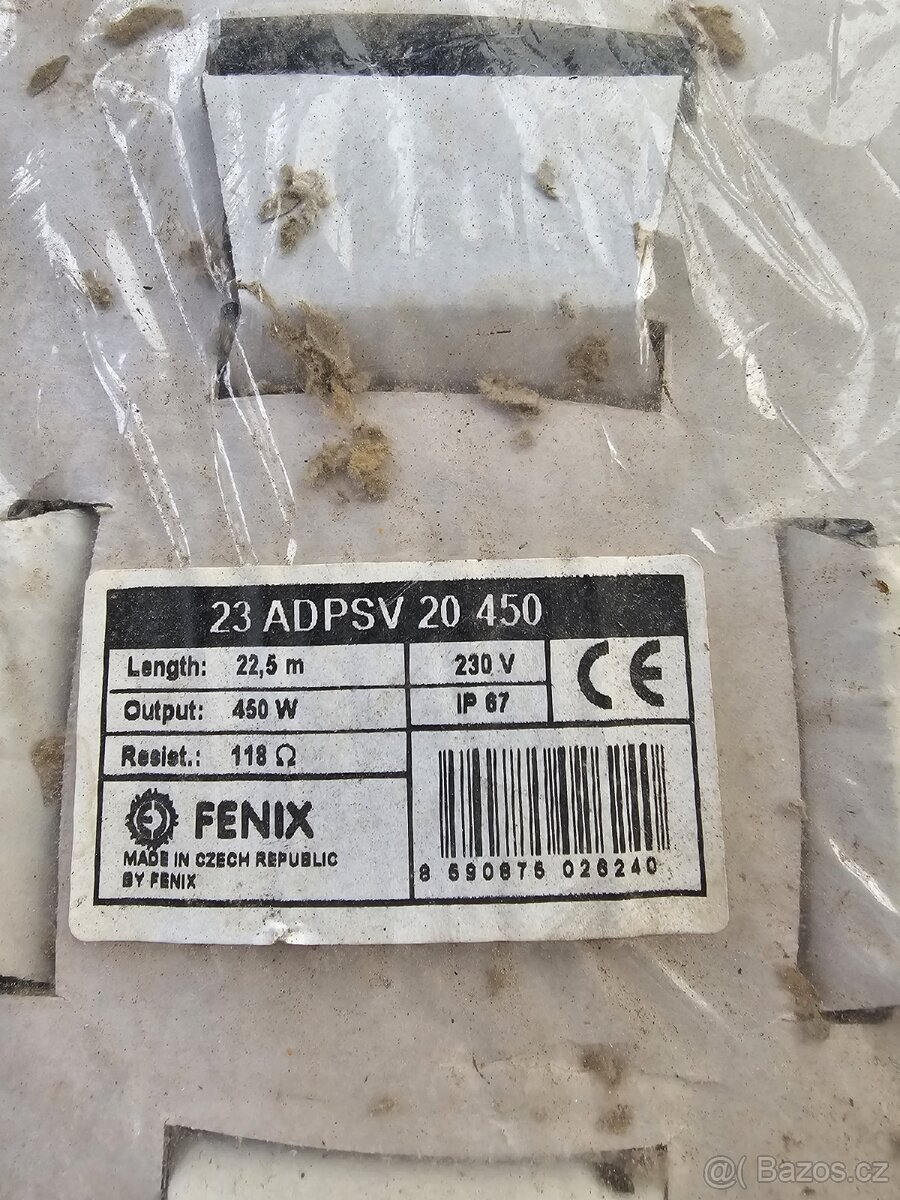 23 ADPSV 20 450
Length: 22,5 m
230 V
CE
Output: 450 W
IP 67
Resist.: 118 Ω
FENIX
MADE IN CZECH REPUBLIC
BY FENIX
8 590875 026240
@( Bazos.cz